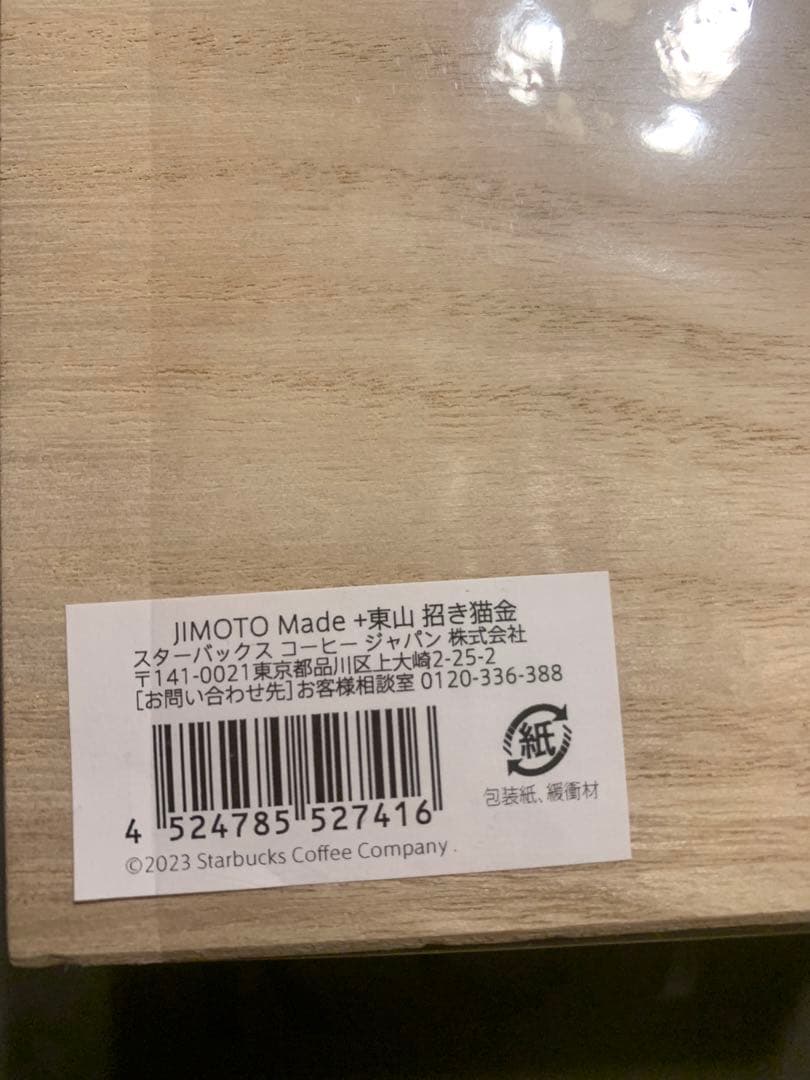 JIMOTO Made +東山 招き猫金
スターバックス コーヒー ジャパン 株式会社
〒141-0021東京都品川区上大崎2-25-2
[お問い合わせ先]お客様相談室 0120-336-388
紙
包装紙、緩衝材
4 524785 527416
©2023 Starbucks Coffee Company .